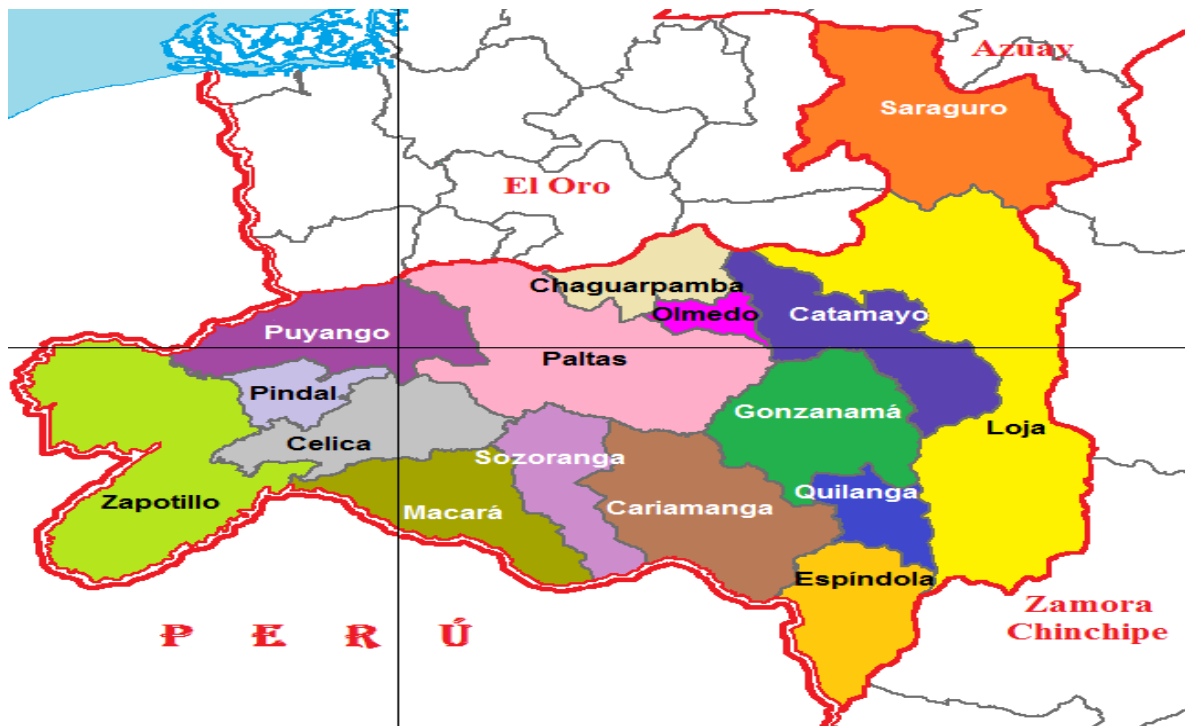 Azuay
Saraguro
El Oro
Chaguarpamba
Olmedo
Catamayo
Puyango
Paltas
Pindal
Gonzanamá
Loja
Celica
Sozoranga
Quilanga
Zapotillo
Macará
Cariamanga
Espíndola
Zamora
Chinchipe
PERÚ